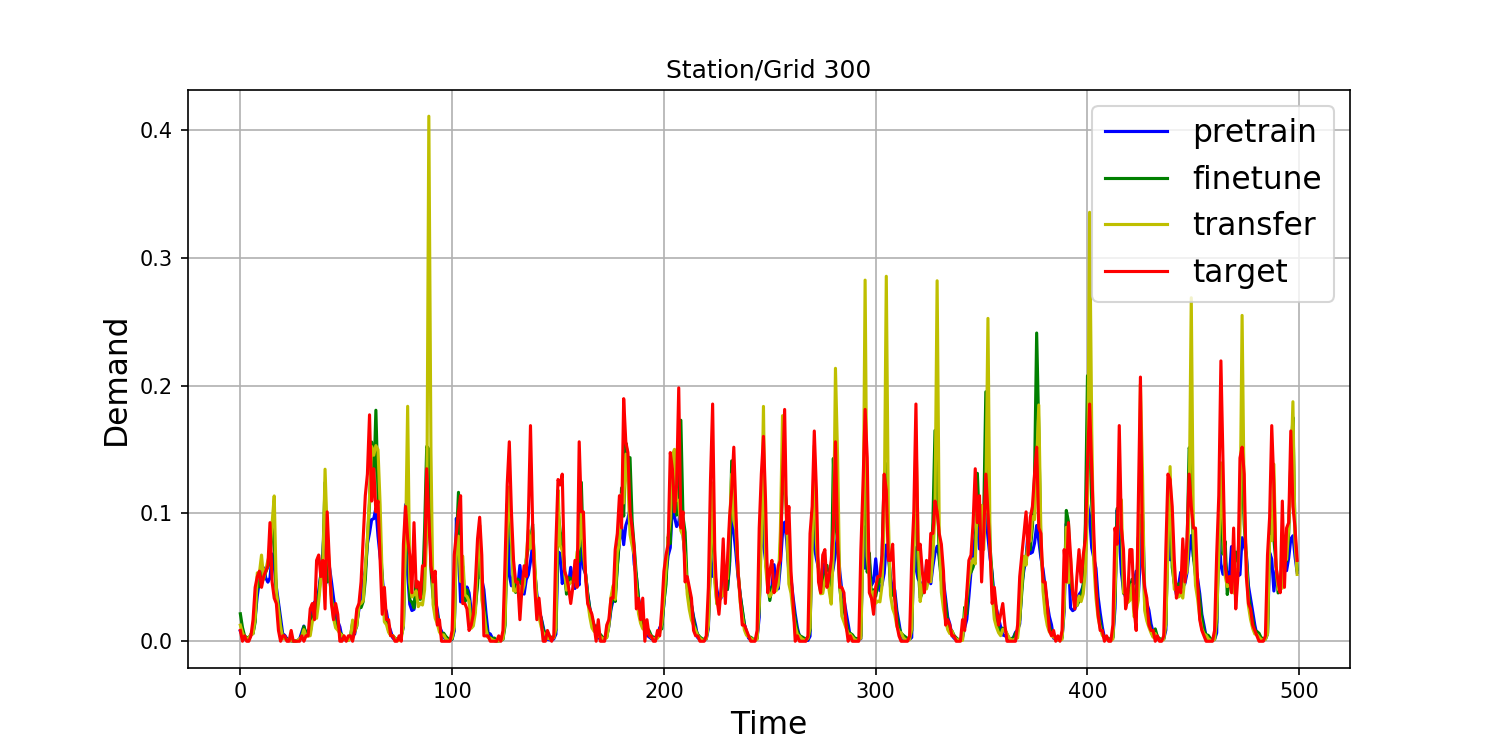 Station/Grid 300
pretrain
finetune
transfer
target
0.4
0.3
0.2
0.1
0.0
Demand
0 100 200 300 400 500
Time